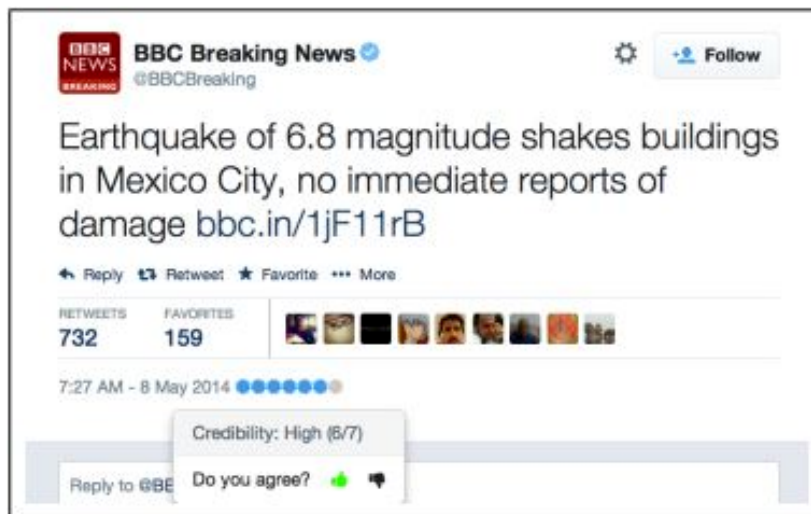 BBC
NEWS
BREAKING
BBC Breaking News
@BBCBreaking
Follow
Earthquake of 6.8 magnitude shakes buildings
in Mexico City, no immediate reports of
damage bbc.in/1jF11rB
Reply Retweet Favorite More
RETWEETS FAVORITES
732 159
7:27 AM - 8 May 2014
Credibility: High (6/7)
Reply to @BE
Do you agree?